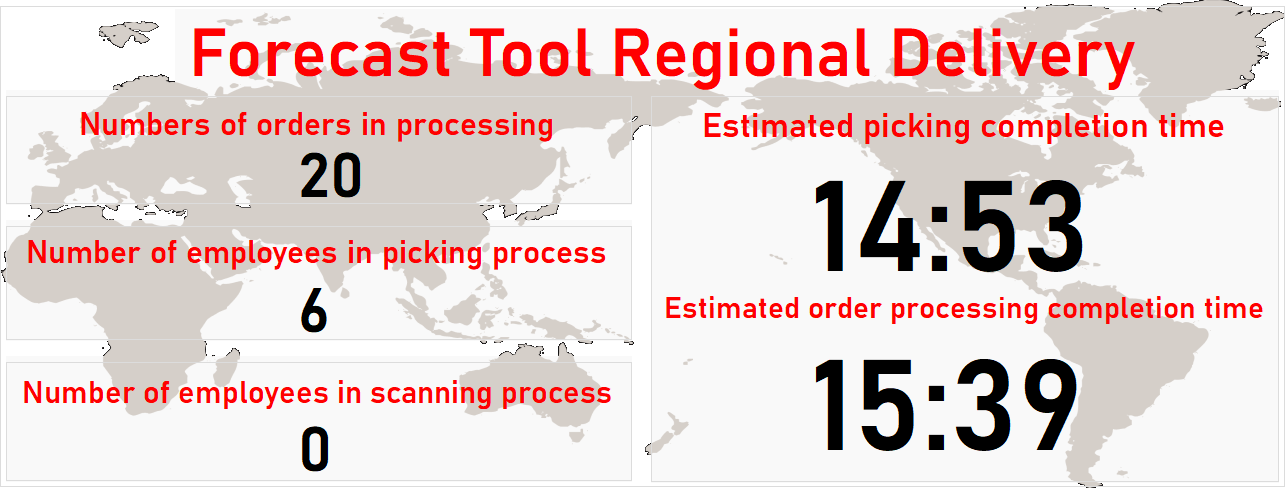 Forecast Tool Regional Delivery
Numbers of orders in processing
20
Number of employees in picking process
6
Number of employees in scanning process
0
Estimated picking completion time
14:53
Estimated order processing completion time
15:39